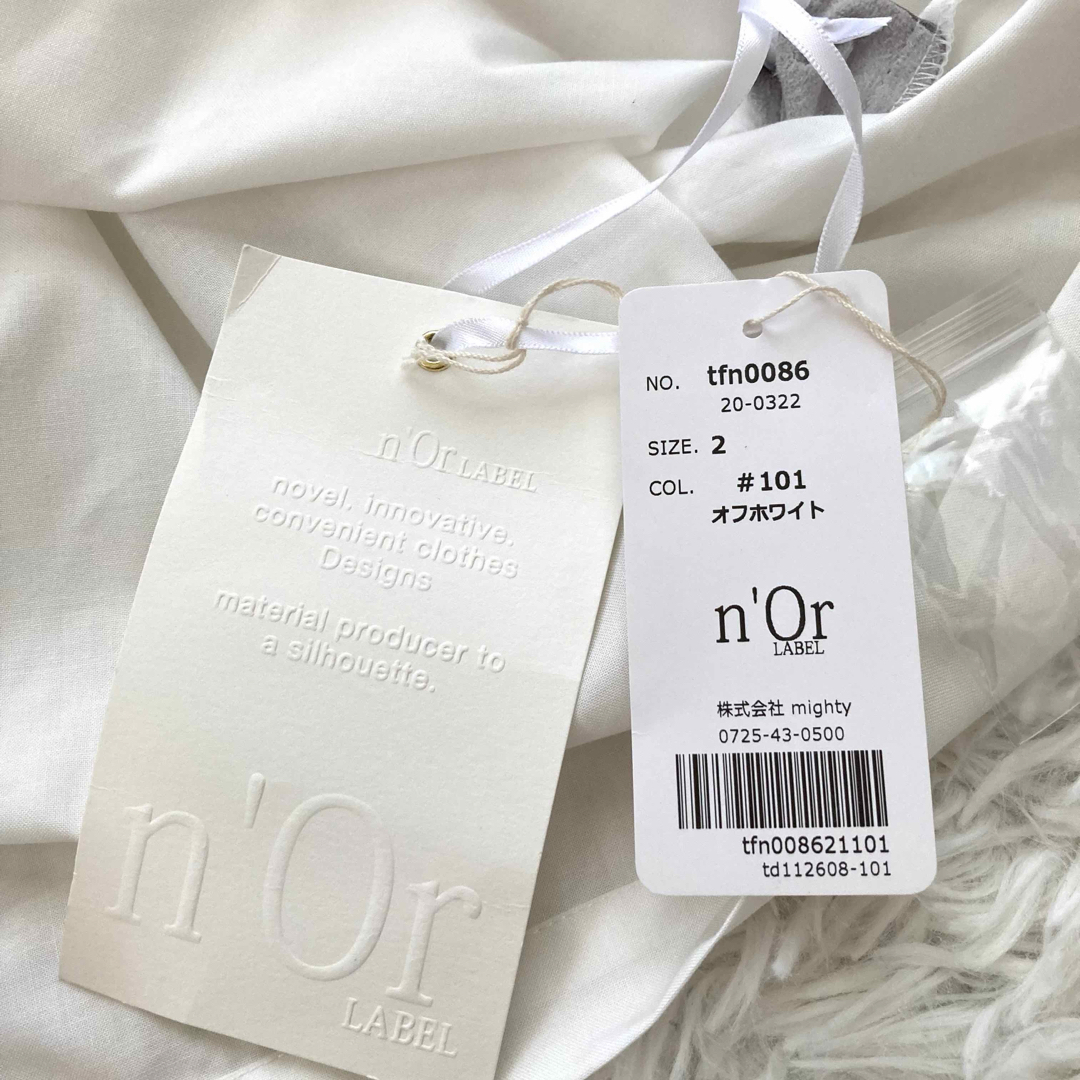 n'Or LABEL
novel. innovative.
convenient clothes
Designs
material producer to
a silhouette.
n'Or
LABEL
NO. tfn0086
20-0322
SIZE. 2
COL. #101
オフホワイト
n'Or
LABEL
株式会社 mighty
0725-43-0500
tfn008621101
td112608-101